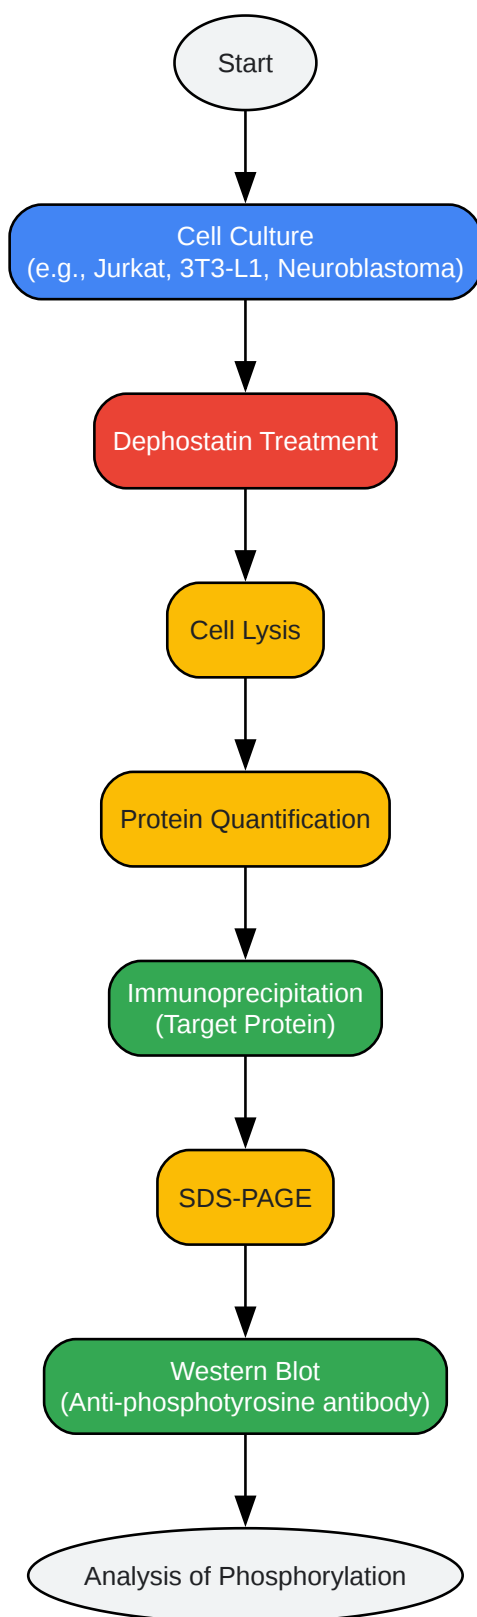 Start
Cell Culture
(e.g., Jurkat, 3T3-L1, Neuroblastoma)
Dephostatin Treatment
Cell Lysis
Protein Quantification
Immunoprecipitation
(Target Protein)
SDS-PAGE
Western Blot
(Anti-phosphotyrosine antibody)
Analysis of Phosphorylation